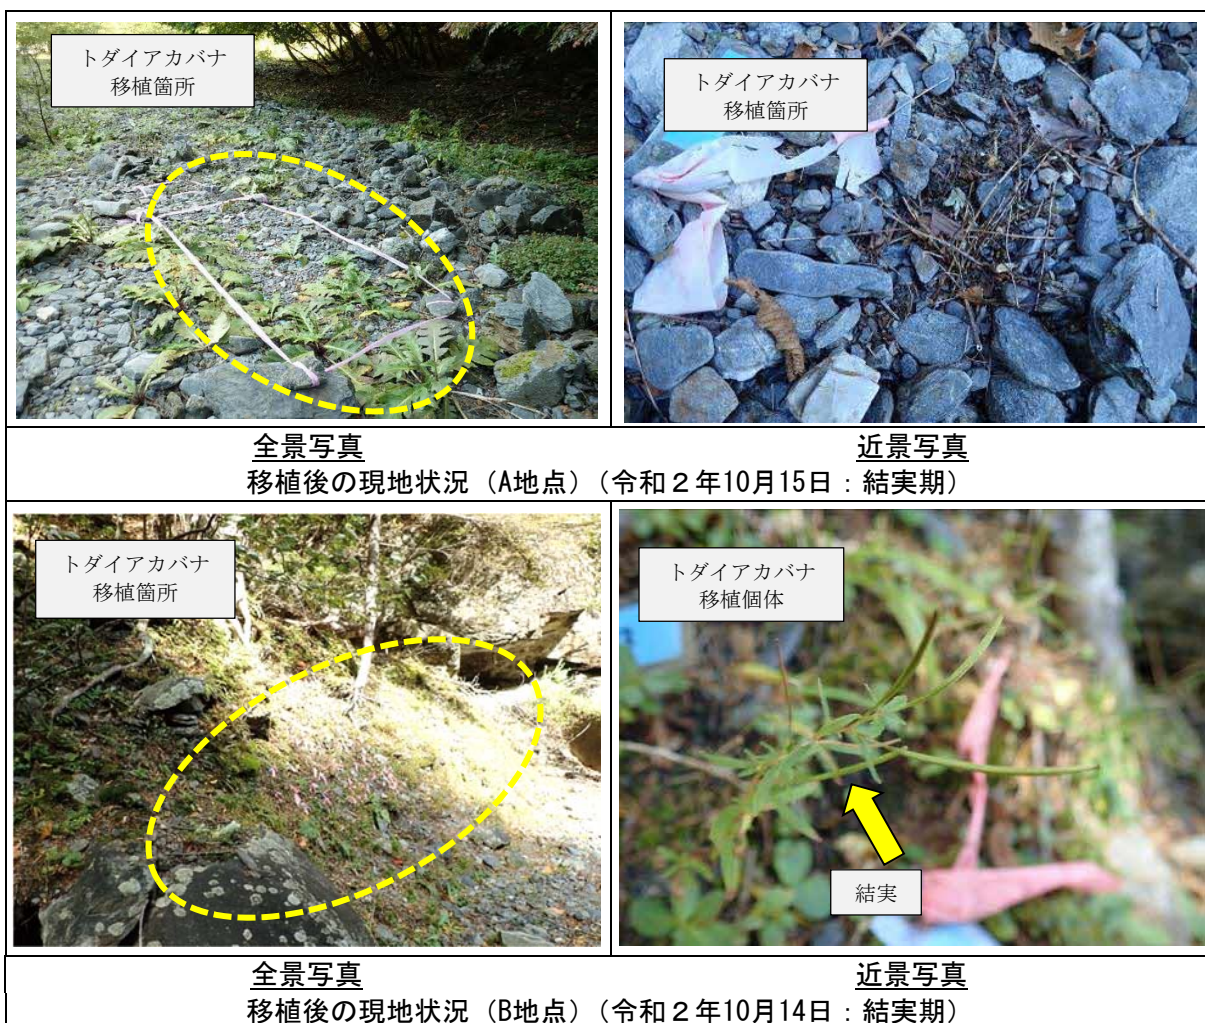 トダイアカバナ
移植箇所
トダイアカバナ
移植箇所
全景写真
近景写真
移植後の現地状況（A地点）（令和２年10月15日：結実期）
トダイアカバナ
移植箇所
トダイアカバナ
移植個体
結実
全景写真
近景写真
移植後の現地状況（B地点）（令和２年10月14日：結実期）